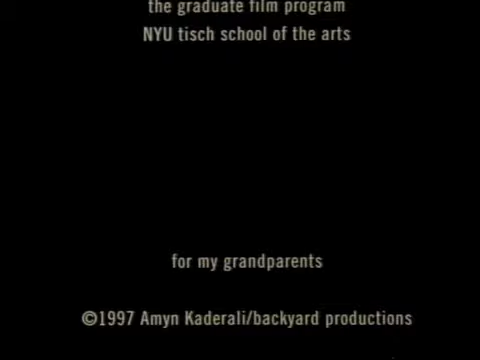 the graduate film program
NYU tisch school of the arts
for my grandparents
©1997 Amyn Kaderali/backyard productions